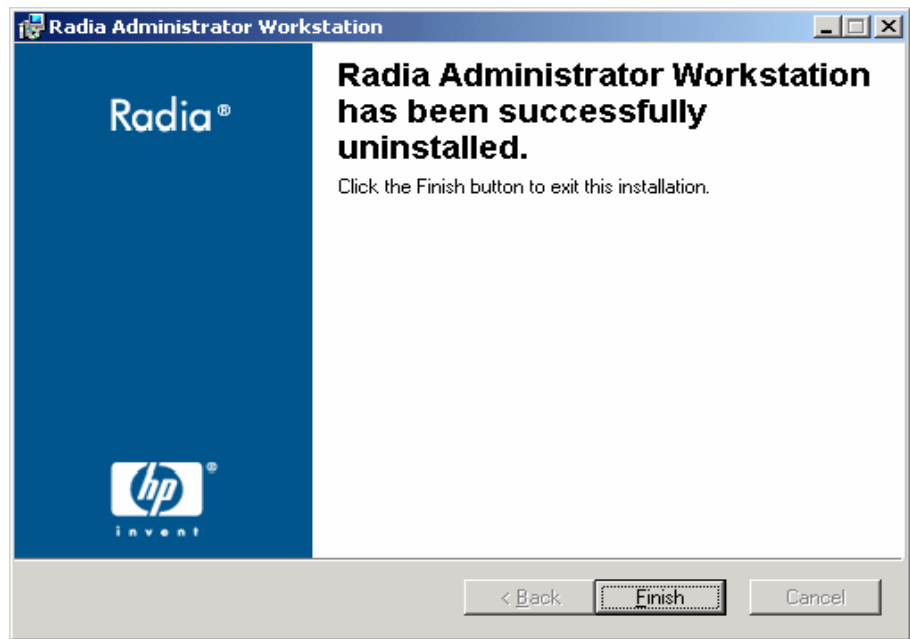 Radia Administrator Workstation
Radia®
Radia Administrator Workstation
has been successfully
uninstalled.
Click the Finish button to exit this installation.
hp®
invent
< Back
Finish
Cancel